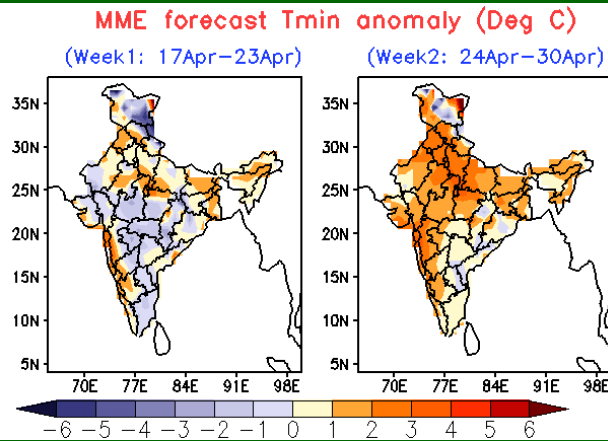 MME forecast Tmin anomaly (Deg C)
(Week1: 17Apr−23Apr) (Week2: 24Apr−30Apr)
35N 35N
30N 30N
25N 25N
20N 20N
15N 15N
10N 10N
5N 5N
70E 77E 84E 91E 98E 70E 77E 84E 91E 98E
−6 −5 −4 −3 −2 −1 0 1 2 3 4 5 6